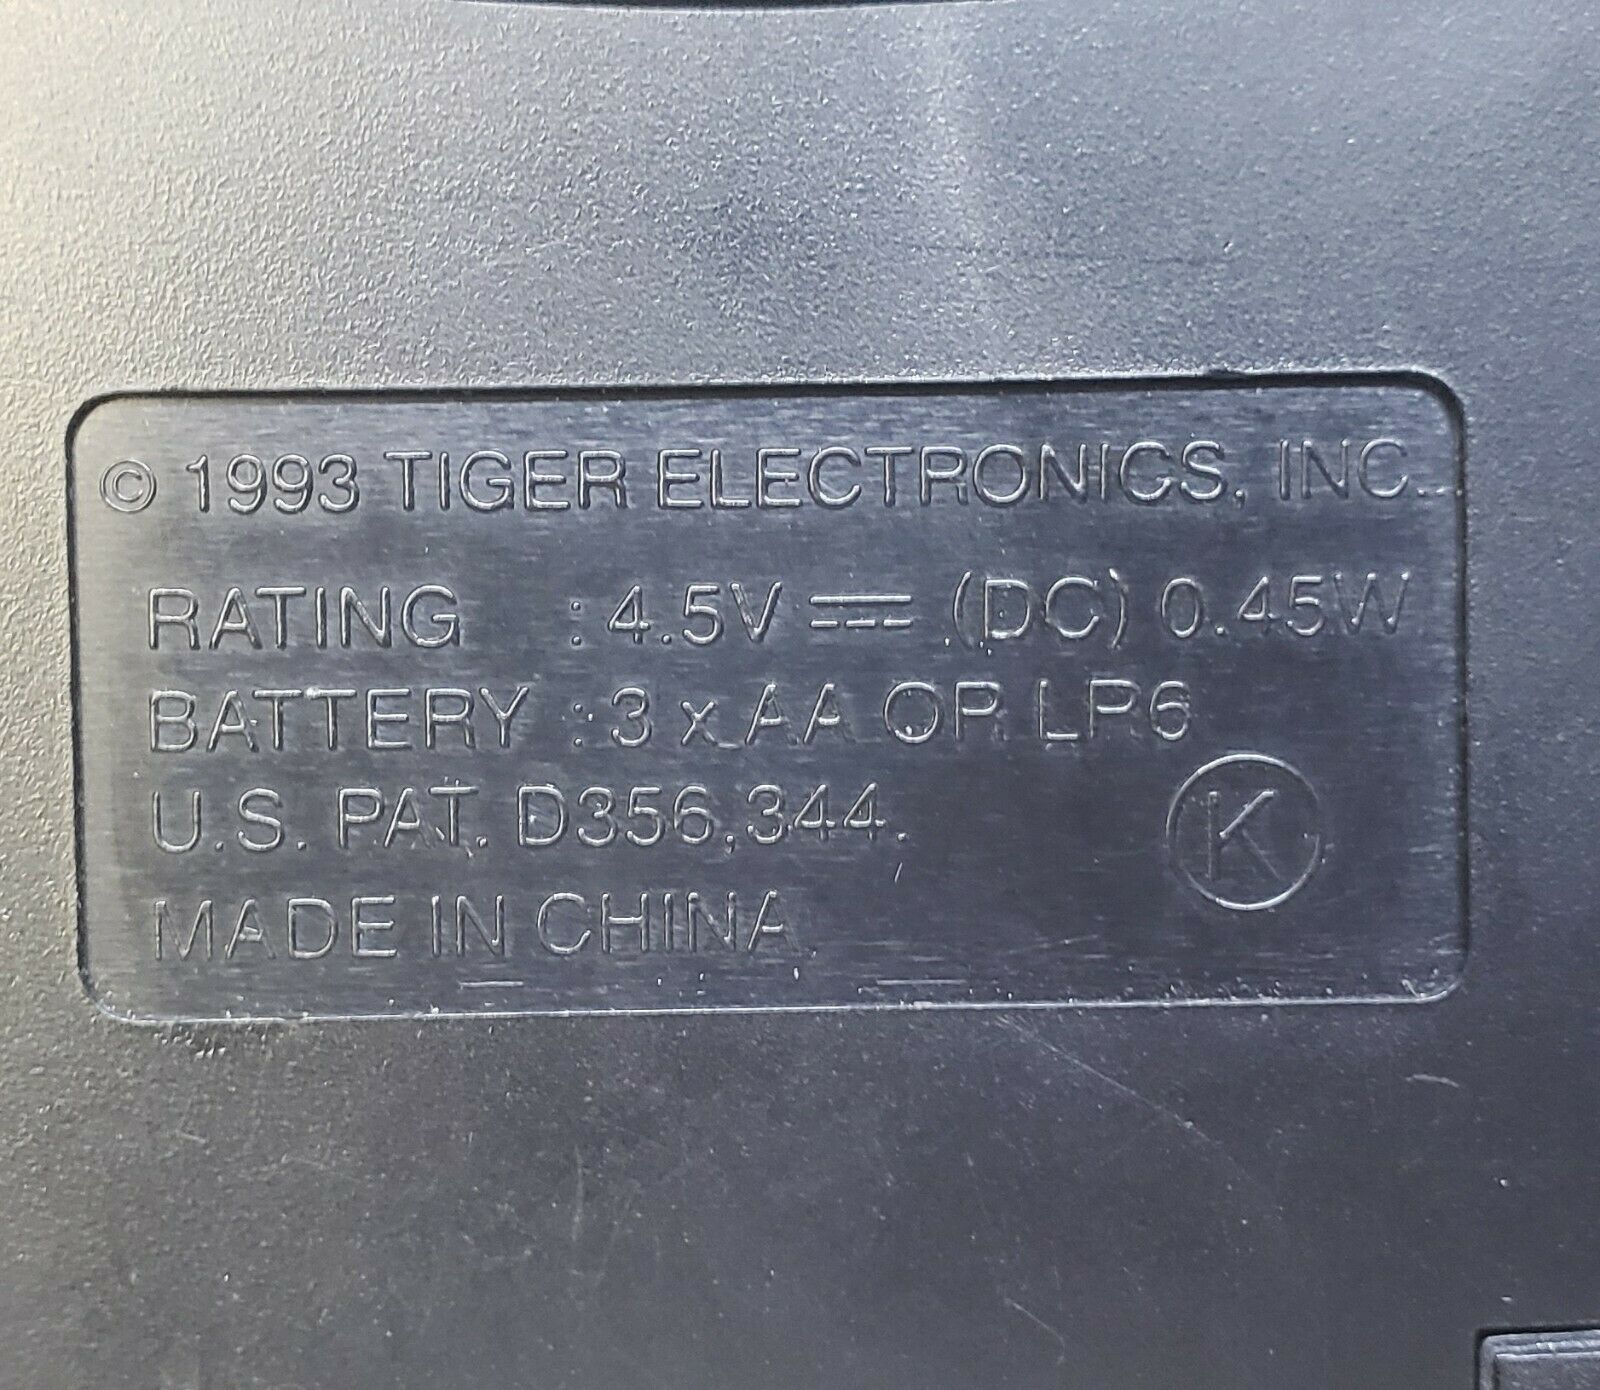 © 1993 TIGER ELECTRONICS, INC.
RATING : 4.5V ⎓ (DC) 0.45W
BATTERY : 3 x AA OR LR6
U.S. PAT. D356,344.
K
MADE IN CHINA